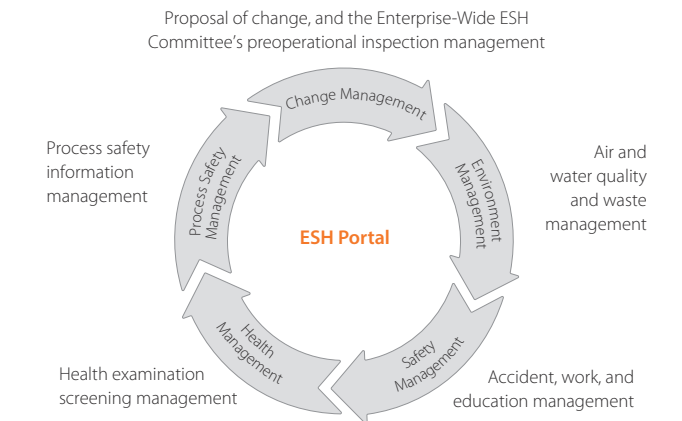 Proposal of change, and the Enterprise-Wide ESH
Committee's preoperational inspection management
Change Management
Environment
Management
Air and
water quality
and waste
management
Safety
Management
Accident, work, and
education management
Health
Management
Health examination
screening management
Process Safety
Management
Process safety
information
management
ESH Portal